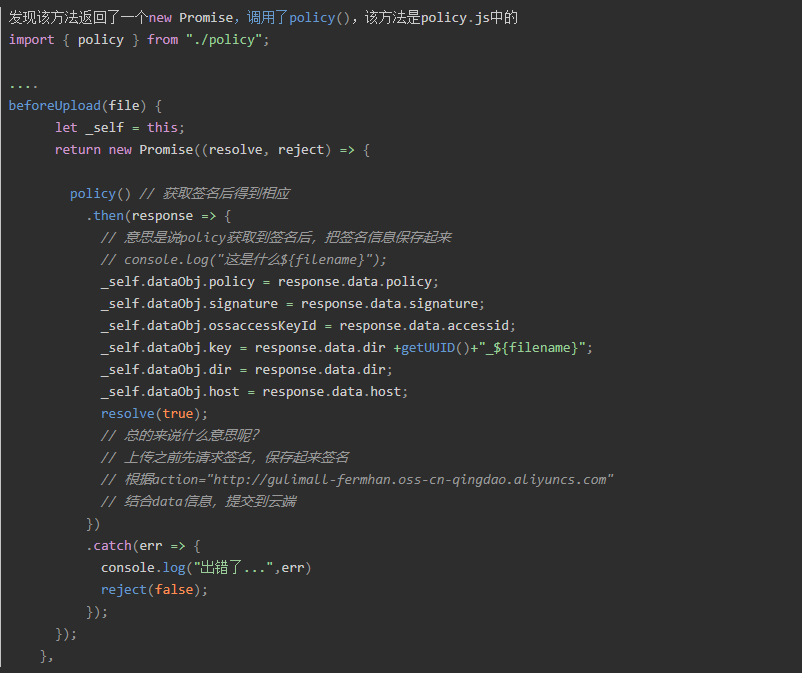 发现该方法返回了一个new Promise，调用了policy()，该方法是policy.js中的
import { policy } from "./policy";
....
beforeUpload(file) {
let _self = this;
return new Promise((resolve, reject) => {
policy() // 获取签名后得到相应
.then(response => {
// 意思是说policy获取到签名后，把签名信息保存起来
// console.log("这是什么${filename}");
_self.dataObj.policy = response.data.policy;
_self.dataObj.signature = response.data.signature;
_self.dataObj.ossaccessKeyId = response.data.accessid;
_self.dataObj.key = response.data.dir +getUUID()+"_${filename}";
_self.dataObj.dir = response.data.dir;
_self.dataObj.host = response.data.host;
resolve(true);
// 总的来说什么意思呢？
// 上传之前先请求签名，保存起来签名
// 根据action="http://gulimall-fermhan.oss-cn-qingdao.aliyuncs.com"
// 结合data信息，提交到云端
})
.catch(err => {
console.log("出错了...",err)
reject(false);
});
});
},